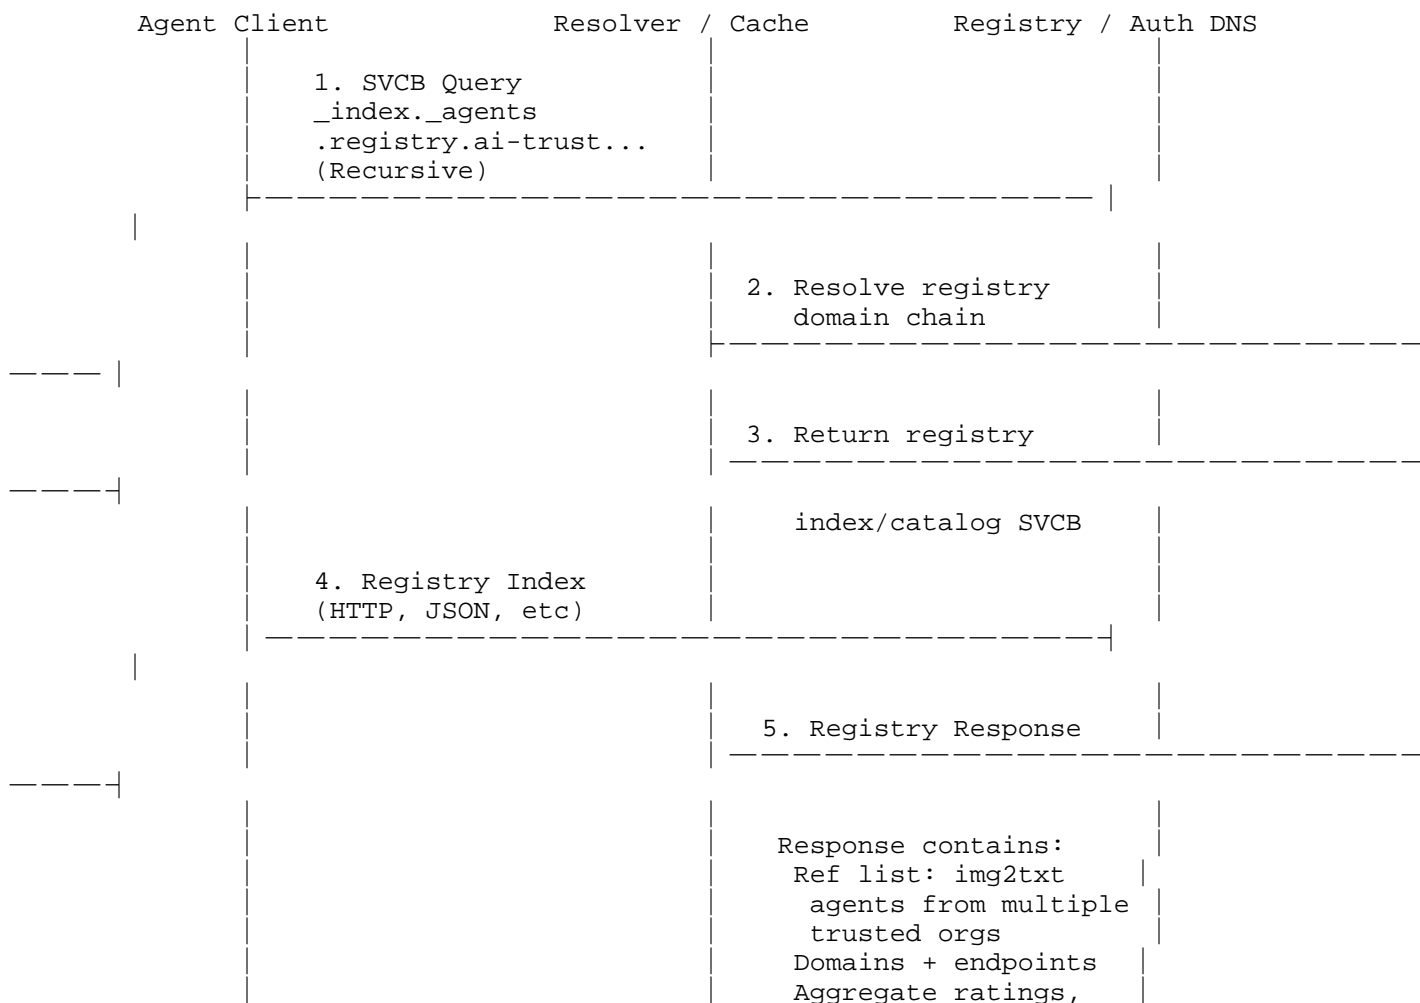 Agent Client Resolver / Cache Registry / Auth DNS
1. SVCB Query
_index._agents
.registry.ai-trust...
(Recursive)
2. Resolve registry
domain chain
3. Return registry
index/catalog SVCB
4. Registry Index
(HTTP, JSON, etc)
5. Registry Response
Response contains:
Ref list: img2txt
agents from multiple
trusted orgs
Domains + endpoints
Aggregate ratings,